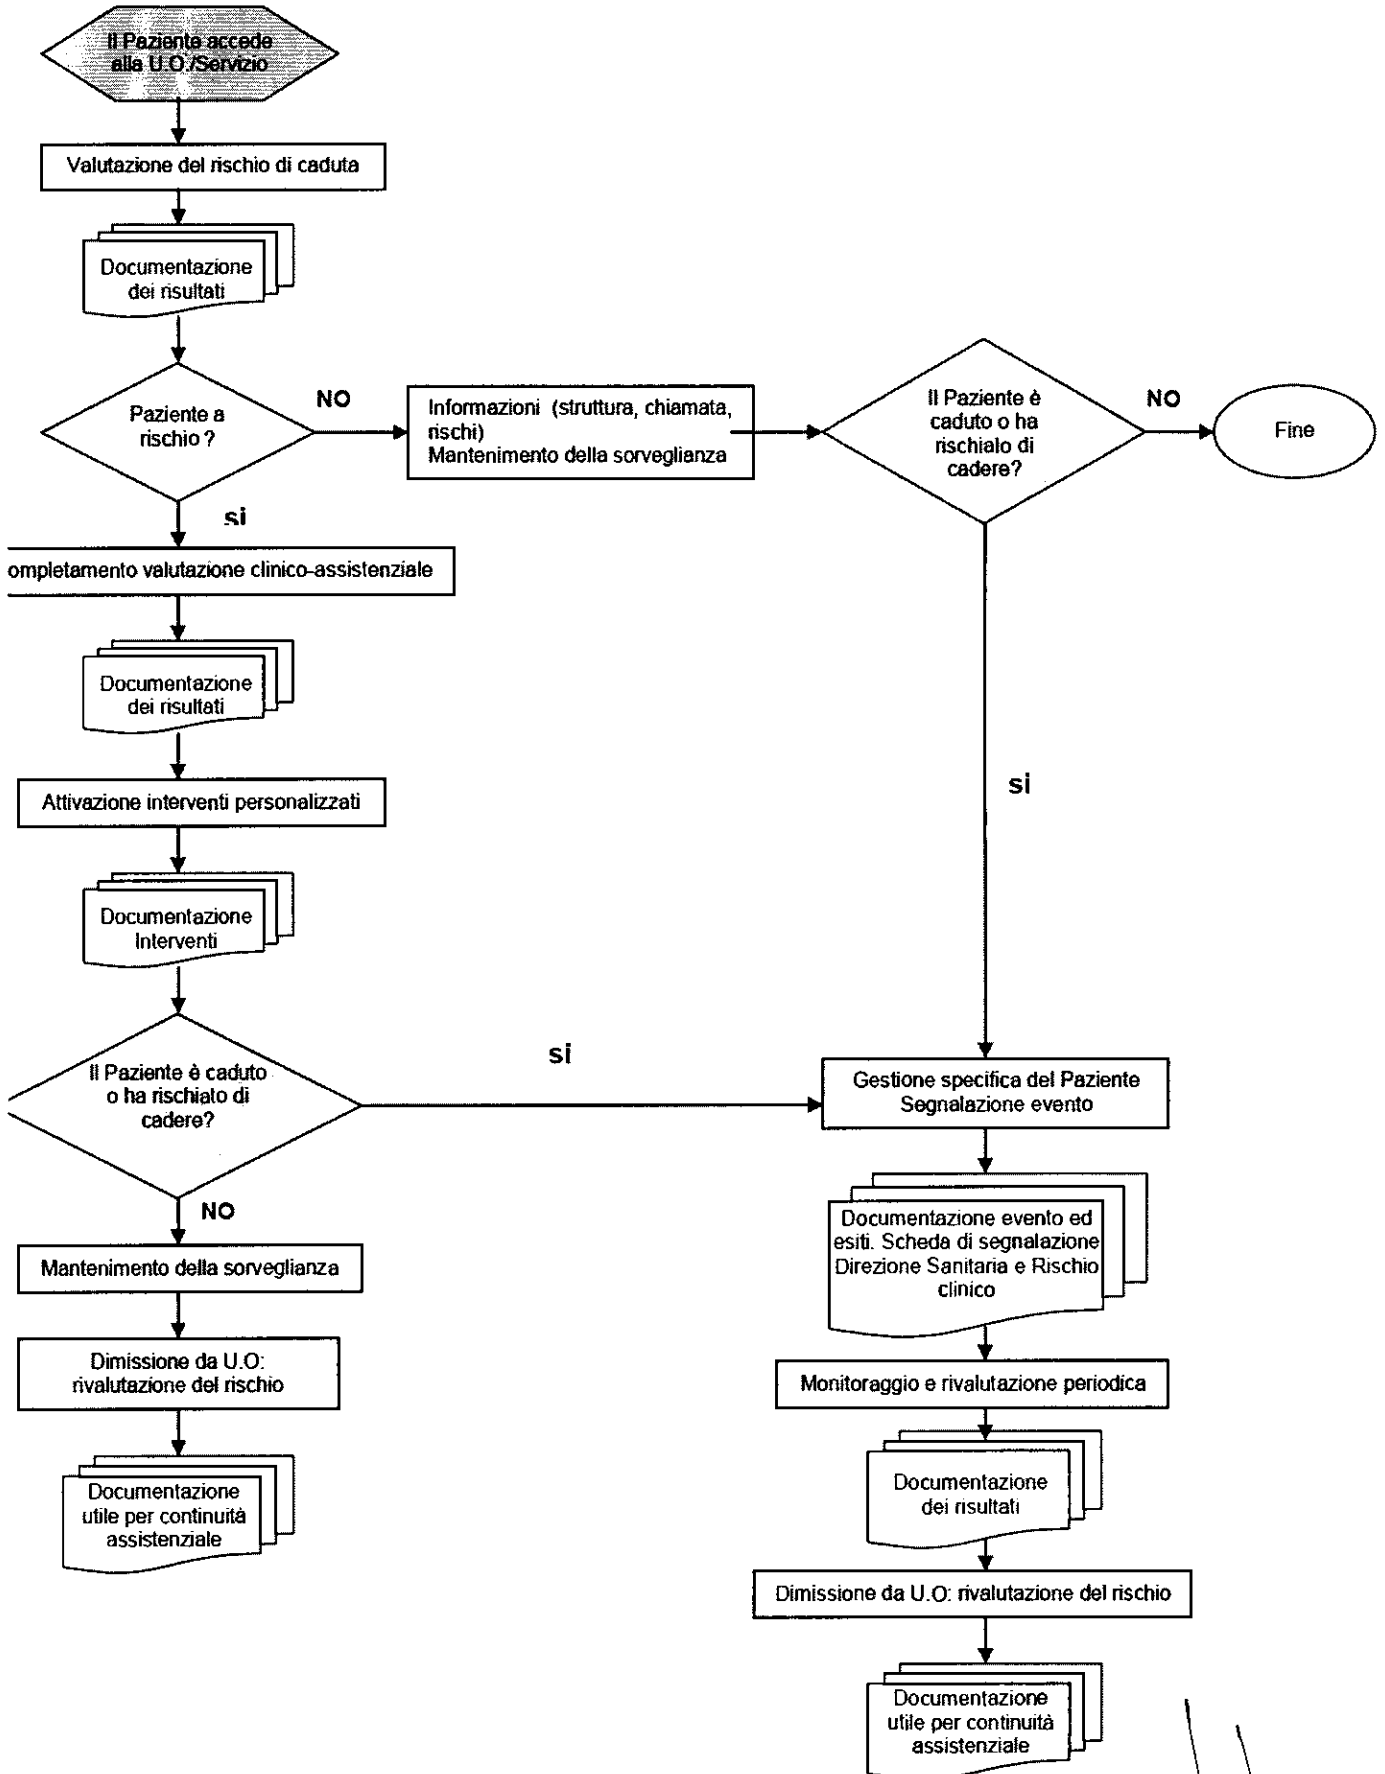 Il Paziente accede
alla U.O./Servizio
Valutazione del rischio di caduta
Documentazione
dei risultati
Paziente a
rischio ?
NO
Informazioni (struttura, chiamata,
rischi)
Mantenimento della sorveglianza
Il Paziente è
caduto o ha
rischialo di
cadere?
NO
Fine
si
ompletamento valutazione clinico-assistenziale
Documentazione
dei risultati
Attivazione interventi personalizzati
si
Documentazione
Interventi
Il Paziente è caduto
o ha rischiato di
cadere?
si
Gestione specifica del Paziente
Segnalazione evento
NO
Documentazione evento ed
esiti. Scheda di segnalazione
Direzione Sanitaria e Rischio
clinico
Mantenimento della sorveglianza
Dimissione da U.O:
rivalutazione del rischio
Monitoraggio e rivalutazione periodica
Documentazione
utile per continuità
assistenziale
Documentazione
dei risultati
Dimissione da U.O: rivalutazione del rischio
Documentazione
utile per continuità
assistenziale